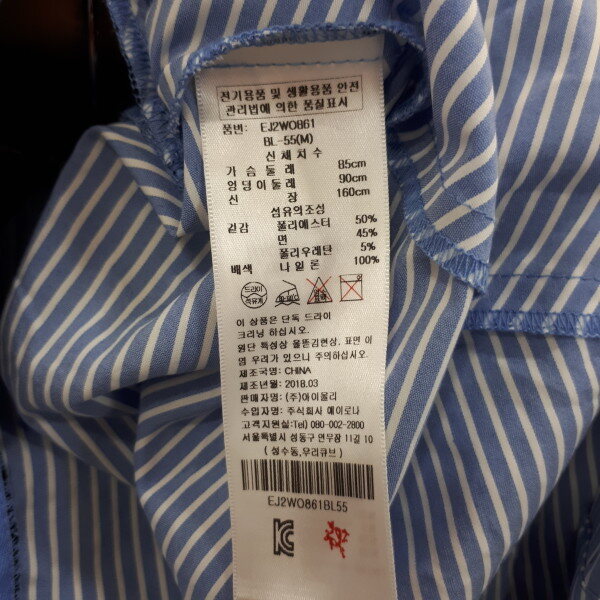 전기용품 및 생활용품 안전
관리법에 의한 품질표시
품번: EJ2WO861
BL-55(M)
신체치수
가슴둘레 85cm
엉덩이둘레 90cm
신장 160cm
섬유의조성
겉감 폴리에스터 50%
면 45%
폴리우레탄 5%
배색 나일론 100%
드라이
석유계
이 상품은 단독 드라이
크리닝 하십시오.
원단 특성상 올뜯김현상, 표면 이
염 우려가 있으니 주의하십시오.
제조국명: CHINA
제조년월: 2018.03
판매자명: (주)아이올리
수입자명: 주식회사 에이로나
고객지원실: Tel) 080-002-2800
서울특별시 성동구 연무장 11길 10
(성수동,우리큐브)
EJ2WO861BL55